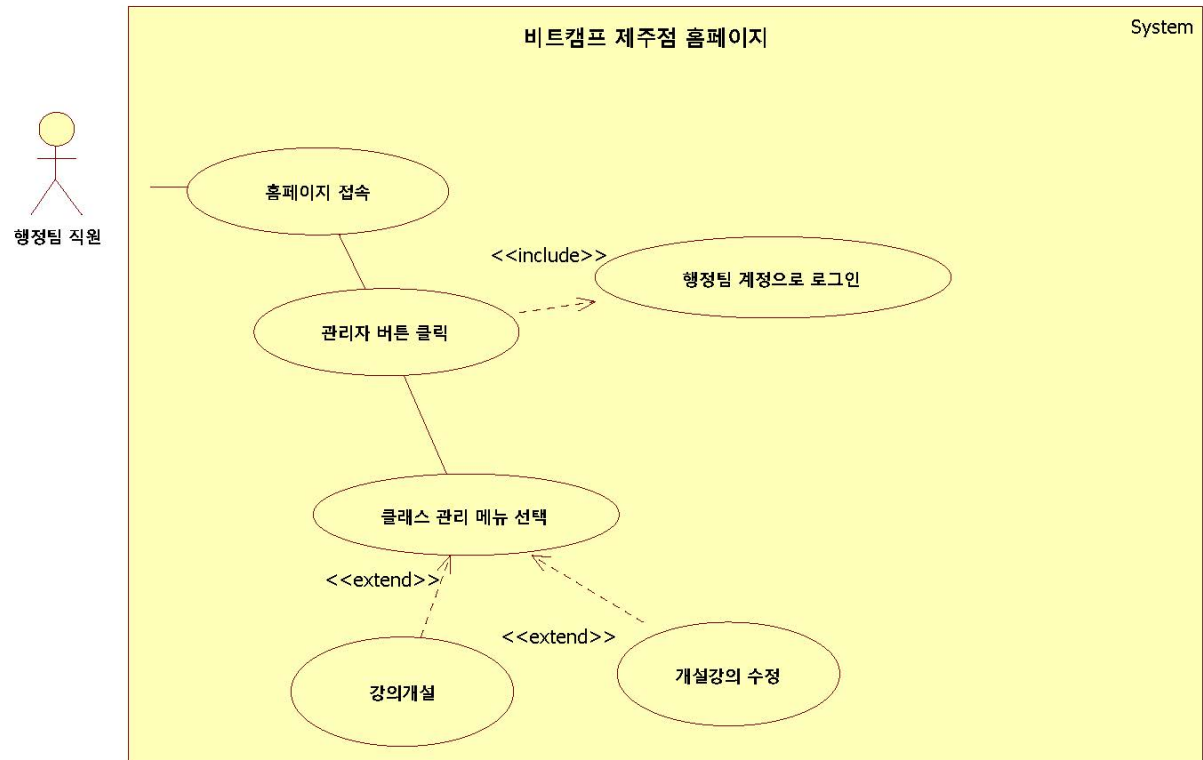 System
비트캠프 제주점 홈페이지
홈페이지 접속
행정팀 직원
<<include>>
행정팀 계정으로 로그인
관리자 버튼 클릭
클래스 관리 메뉴 선택
<<extend>>
<<extend>>
강의개설
개설강의 수정